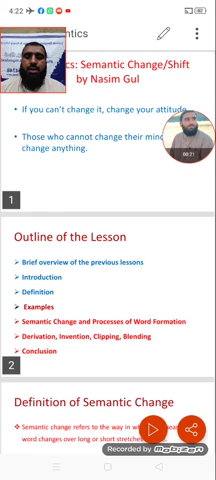 4:22
ntics
cs: Semantic Change/Shift
by Nasim Gul
If you can't change it, change your attitude
Those who cannot change their mind
change anything.
00:21
1
Outline of the Lesson
Brief overview of the previous lessons
Introduction
Definition
Examples
Semantic Change and Processes of Word Formation
Derivation, Invention, Clipping, Blending
Conclusion
2
Definition of Semantic Change
Semantic change refers to the way in which
word changes over long or short stretches
RECORDED BY
Mobizen